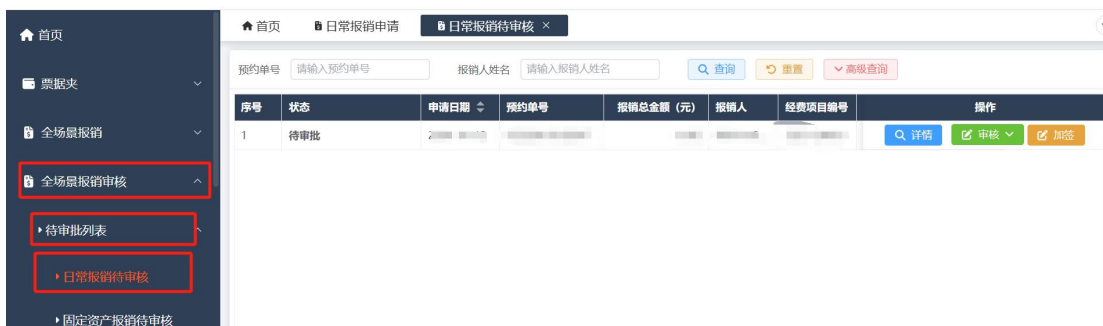 首页
票据夹
全场景报销
全场景报销审核
待审批列表
日常报销待审核
固定资产报销待审核
首页 日常报销申请 日常报销待审核 ×
预约单号 请输入预约单号 报销人姓名 请输入报销人姓名 查询 重置 高级查询
序号 状态 申请日期 预约单号 报销总金额（元） 报销人 经费项目编号 操作
1 待审批 详情 审核 加签